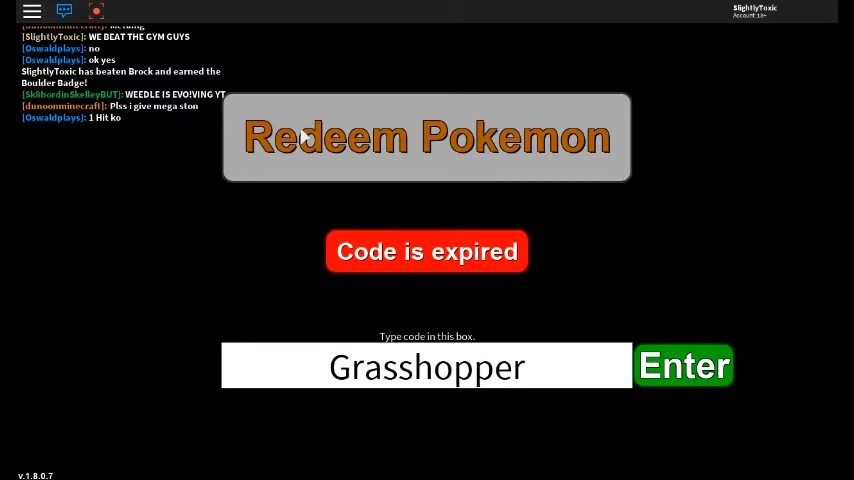 SlightlyToxic
Account: 13+
[SlightlyToxic]: WE BEAT THE GYM GUYS
[Oswaldplays]: no
[Oswaldplays]: ok yes
SlightlyToxic has beaten Brock and earned the
Boulder Badge!
[Sk8bordinSkelleyBUT]: WEEDLE IS EVO!VING YT
[dunoonminecraft]: Plss i give mega ston
[Oswaldplays]: 1 Hit ko
Redeem Pokemon
Code is expired
Type code in this box.
Grasshopper
Enter
v.1.8.0.7